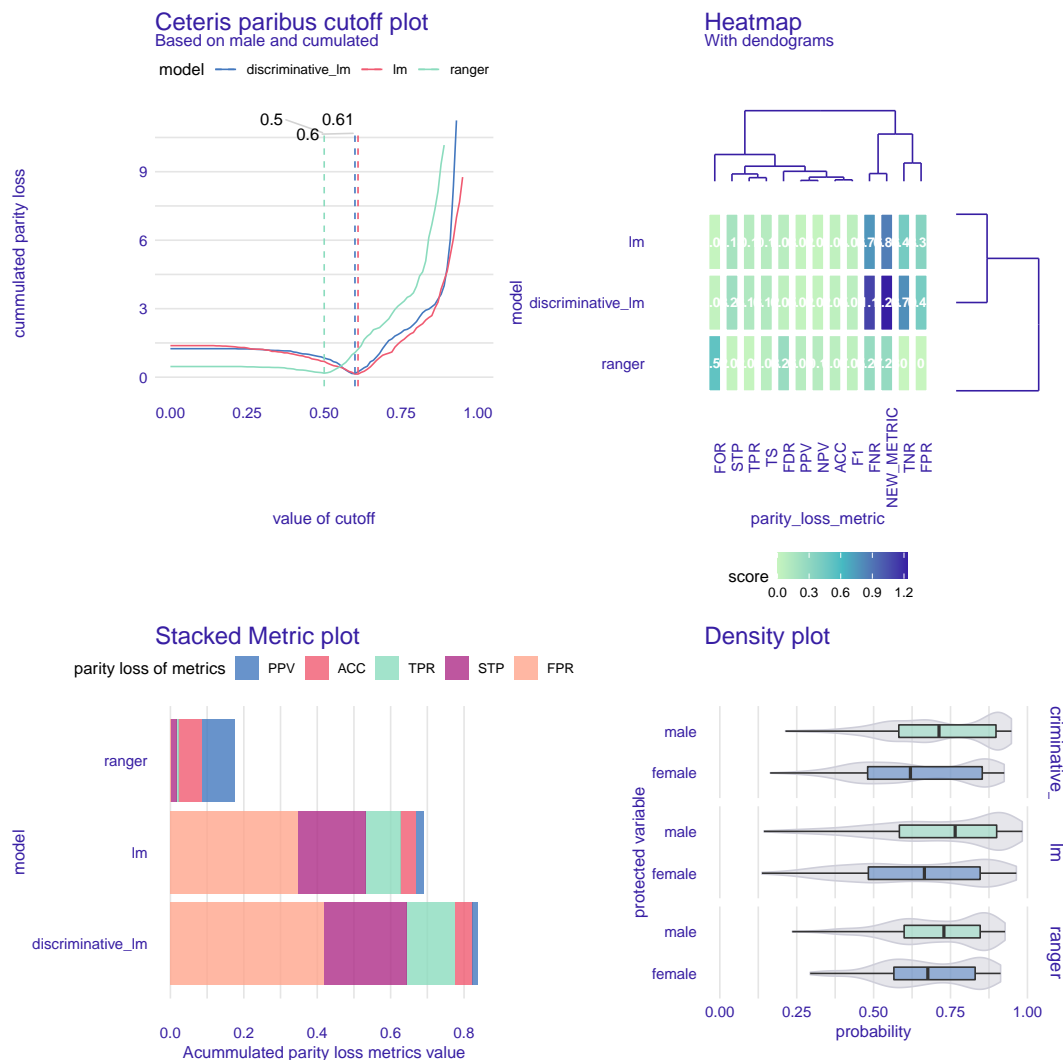 Ceteris paribus cutoff plot
Based on male and cumulated
model discriminative_lm lm ranger
0.5 0.61
0.6
cummulated parity loss
9
6
3
0
0.00 0.25 0.50 0.75 1.00
value of cutoff
Heatmap
With dendograms
model
lm
discriminative_lm
ranger
FOR
STP
TPR
TS
FDR
PPV
NPV
ACC
F1
FNR
NEW_METRIC
TNR
FPR
parity_loss_metric
score
0.0 0.3 0.6 0.9 1.2
Stacked Metric plot
parity loss of metrics PPV ACC TPR STP FPR
model
ranger
lm
discriminative_lm
0.0 0.2 0.4 0.6 0.8
Acummulated parity loss metrics value
Density plot
protected variable
male
female
criminative_
male
female
lm
male
female
ranger
0.00 0.25 0.50 0.75 1.00
probability